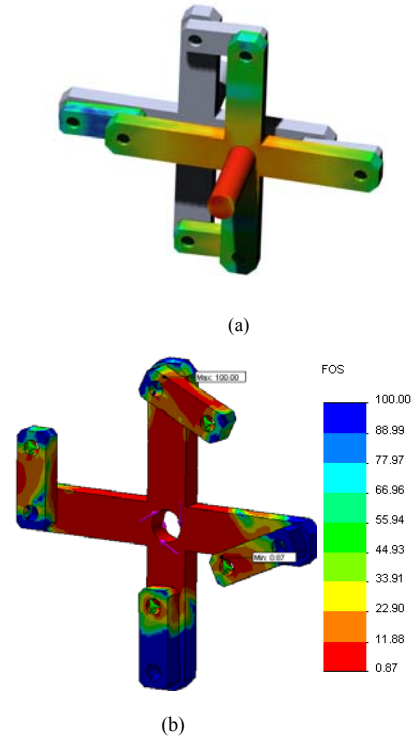 (a)
Max: 100.00
Min: 0.87
FOS
100.00
88.99
77.97
66.96
55.94
44.93
33.91
22.90
11.88
0.87
(b)